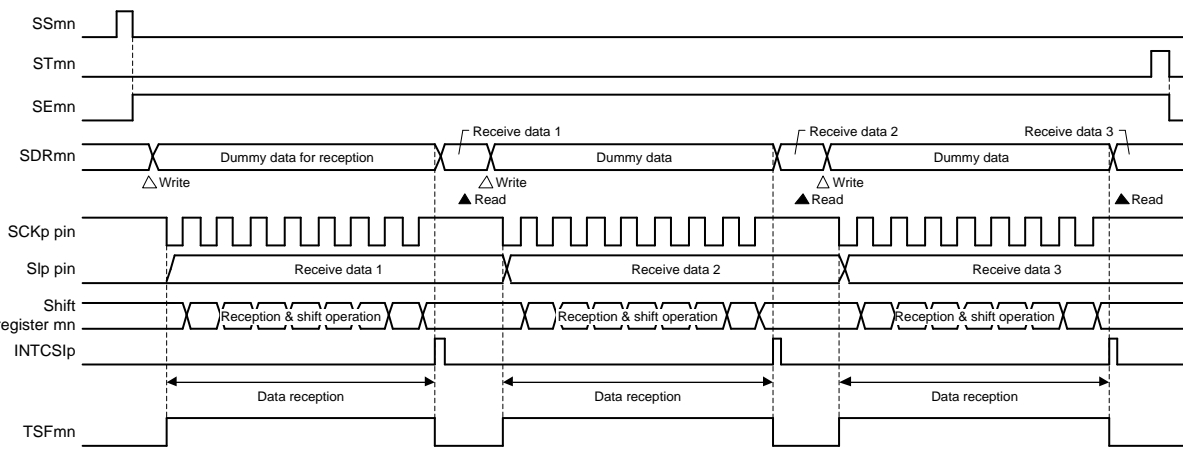 SSmn
STmn
SEmn
Receive data 1 Receive data 2 Receive data 3
SDRmn Dummy data for reception Dummy data Dummy data
Write Write Write
Read Read Read
SCKp pin
SIp pin Receive data 1 Receive data 2 Receive data 3
Shift
register mn Reception & shift operation Reception & shift operation Reception & shift operation
INTCSIp
Data reception Data reception Data reception
TSFmn